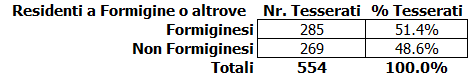 Residenti a Formigine o altrove Nr. Tesserati % Tesserati
Formiginesi 285 51.4%
Non Formiginesi 269 48.6%
Totali 554 100.0%